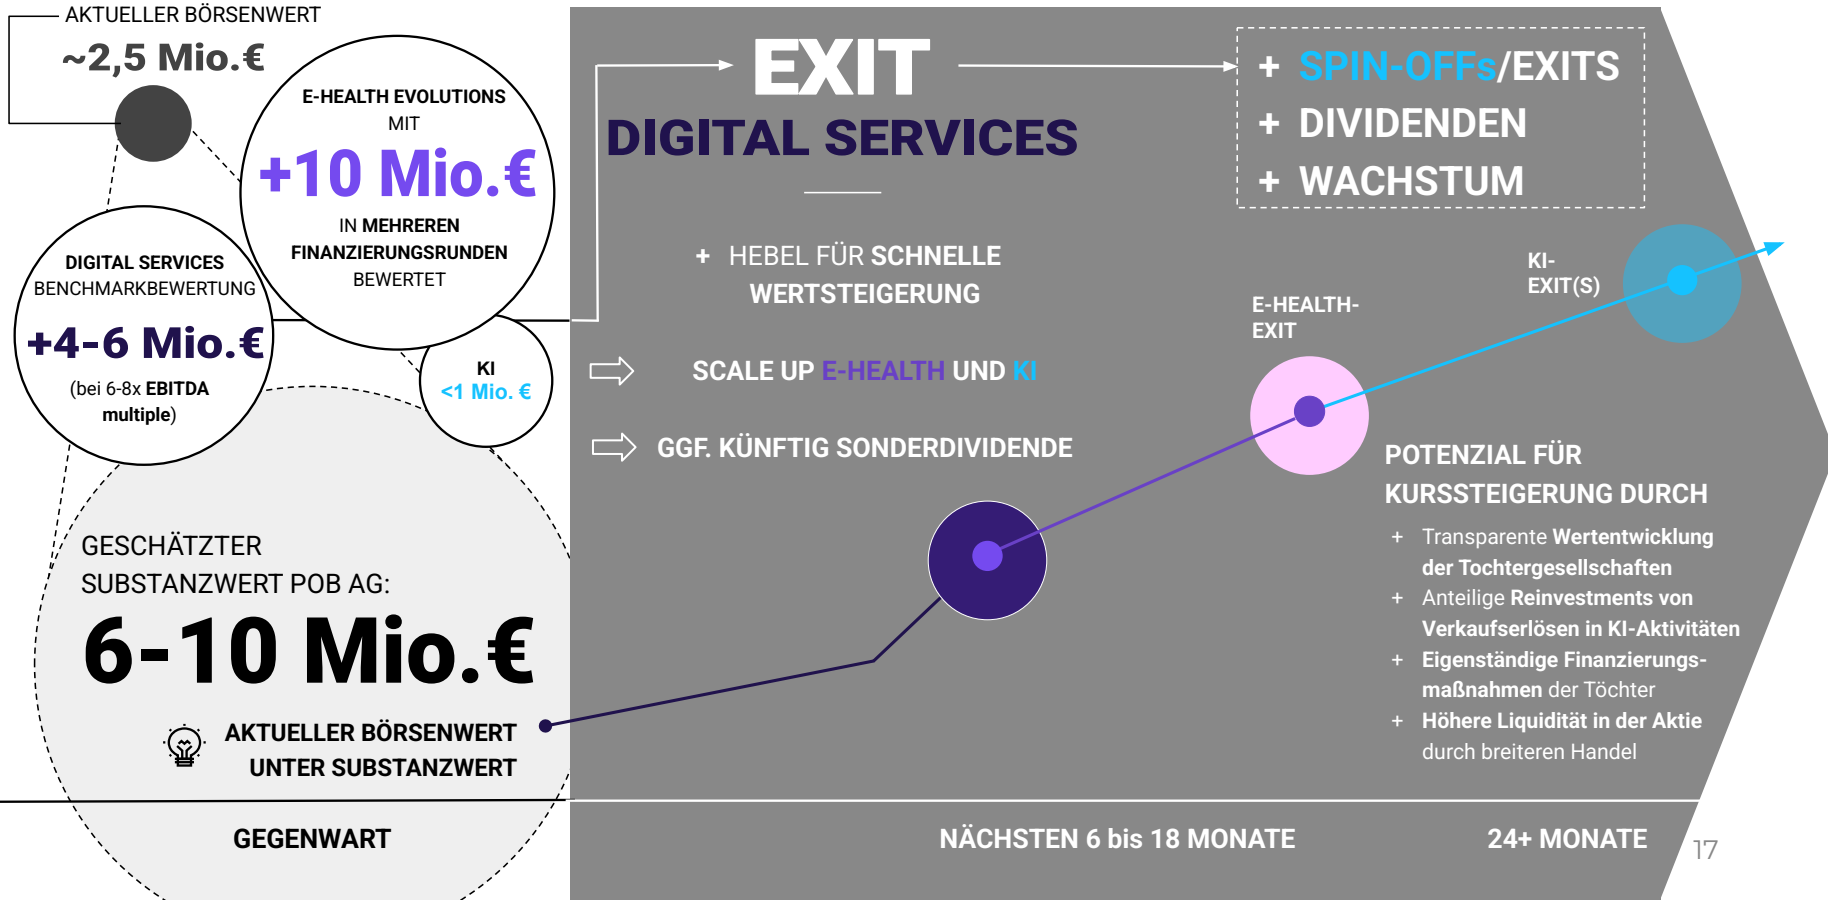 AKTUELLER BÖRSENWERT
~2,5 Mio.€
E-HEALTH EVOLUTIONS
MIT
+10 Mio.€
IN MEHREREN
FINANZIERUNGSRUNDEN
BEWERTET
DIGITAL SERVICES
BENCHMARKBEWERTUNG
+4-6 Mio.€
(bei 6-8x EBITDA
multiple)
KI
<1 Mio. €
GESCHÄTZTER
SUBSTANZWERT POB AG:
6-10 Mio.€
AKTUELLER BÖRSENWERT
UNTER SUBSTANZWERT
GEGENWART
EXIT
DIGITAL SERVICES
+ HEBEL FÜR SCHNELLE
WERTSTEIGERUNG
SCALE UP E-HEALTH UND KI
GGF. KÜNFTIG SONDERDIVIDENDE
+ SPIN-OFFs/EXITS
+ DIVIDENDEN
+ WACHSTUM
E-HEALTH-
EXIT
KI-
EXIT(S)
POTENZIAL FÜR
KURSSTEIGERUNG DURCH
+ Transparente Wertentwicklung
der Tochtergesellschaften
+ Anteilige Reinvestments von
Verkaufserlösen in KI-Aktivitäten
+ Eigenständige Finanzierungs-
maßnahmen der Töchter
+ Höhere Liquidität in der Aktie
durch breiteren Handel
NÄCHSTEN 6 bis 18 MONATE
24+ MONATE
17